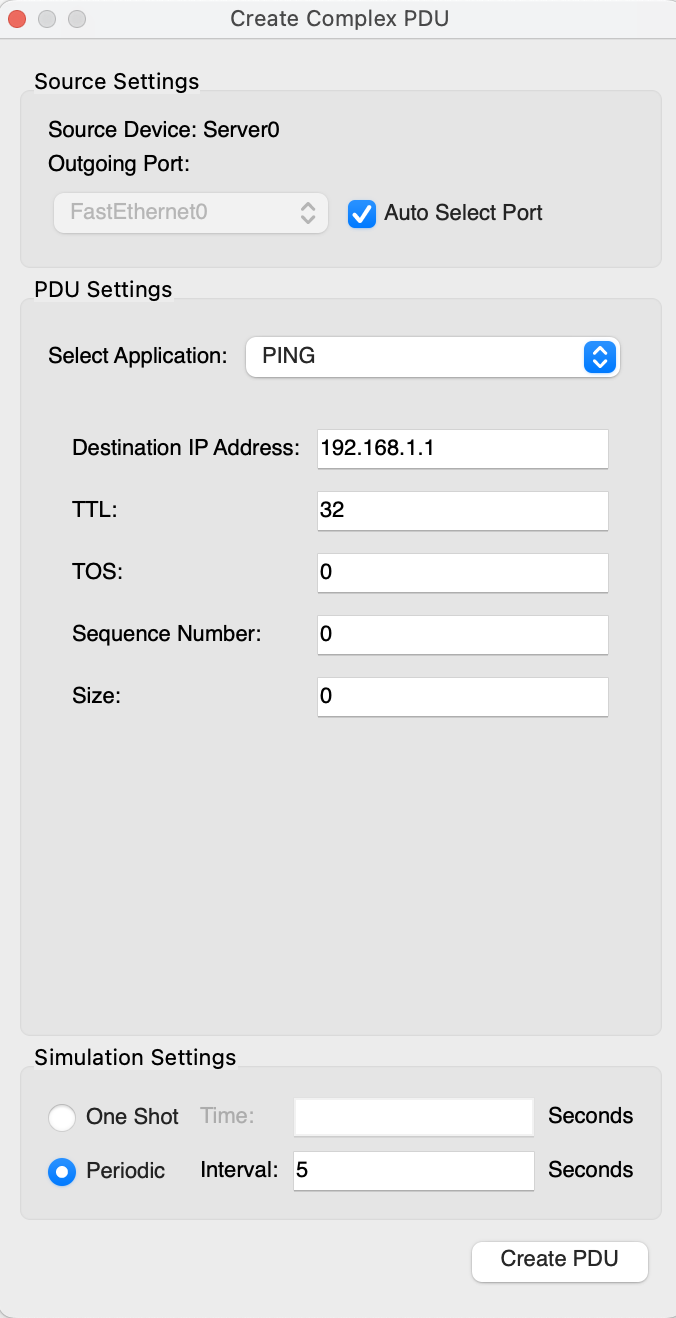 Create Complex PDU
Source Settings
Source Device: Server0
Outgoing Port:
FastEthernet0 Auto Select Port
PDU Settings
Select Application: PING
Destination IP Address: 192.168.1.1
TTL: 32
TOS: 0
Sequence Number: 0
Size: 0
Simulation Settings
One Shot Time: Seconds
Periodic Interval: 5 Seconds
Create PDU